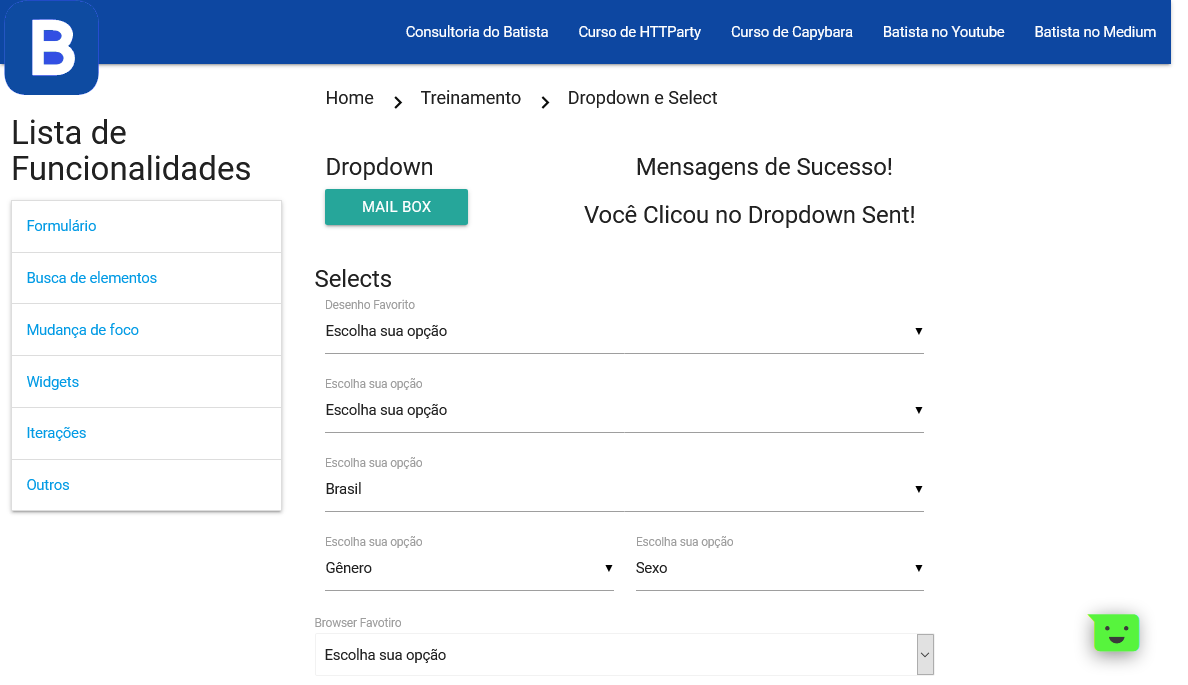 B
Consultoria do Batista Curso de HTTParty Curso de Capybara Batista no Youtube Batista no Medium
Home Treinamento Dropdown e Select
Lista de
Funcionalidades
Formulário
Busca de elementos
Mudança de foco
Widgets
Iterações
Outros
Dropdown
MAIL BOX
Mensagens de Sucesso!
Você Clicou no Dropdown Sent!
Selects
Desenho Favorito
Escolha sua opção
Escolha sua opção
Escolha sua opção
Escolha sua opção
Brasil
Escolha sua opção
Gênero
Escolha sua opção
Sexo
Browser Favotiro
Escolha sua opção